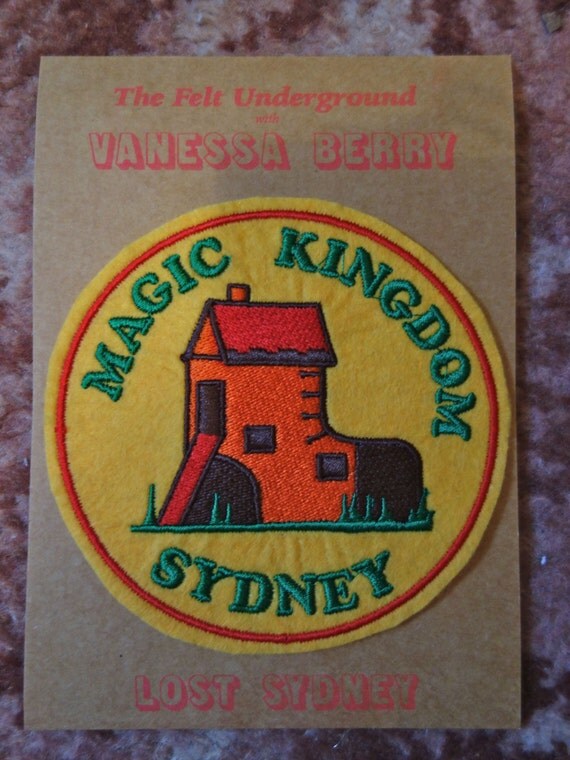 The Felt Underground
with
VANESSA BERRY
MAGIC KINGDOM
SYDNEY
LOST SYDNEY